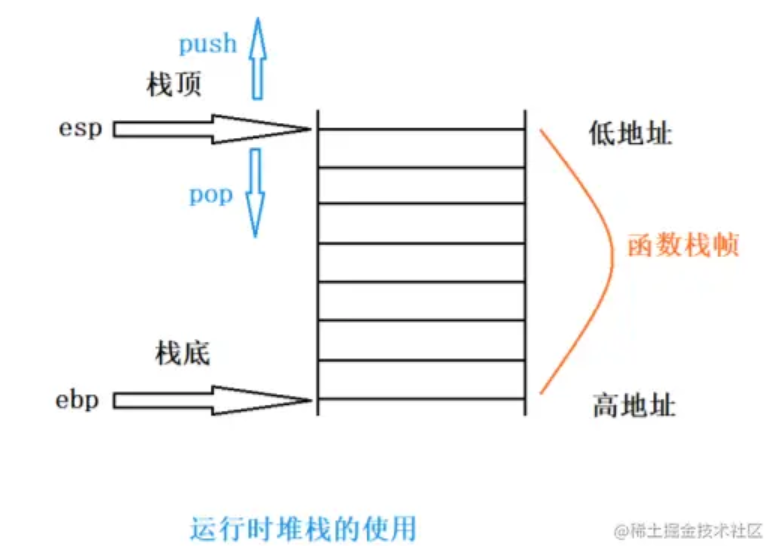 push
栈顶
esp
低地址
pop
函数栈帧
栈底
ebp
高地址
运行时堆栈的使用
@稀土掘金技术社区